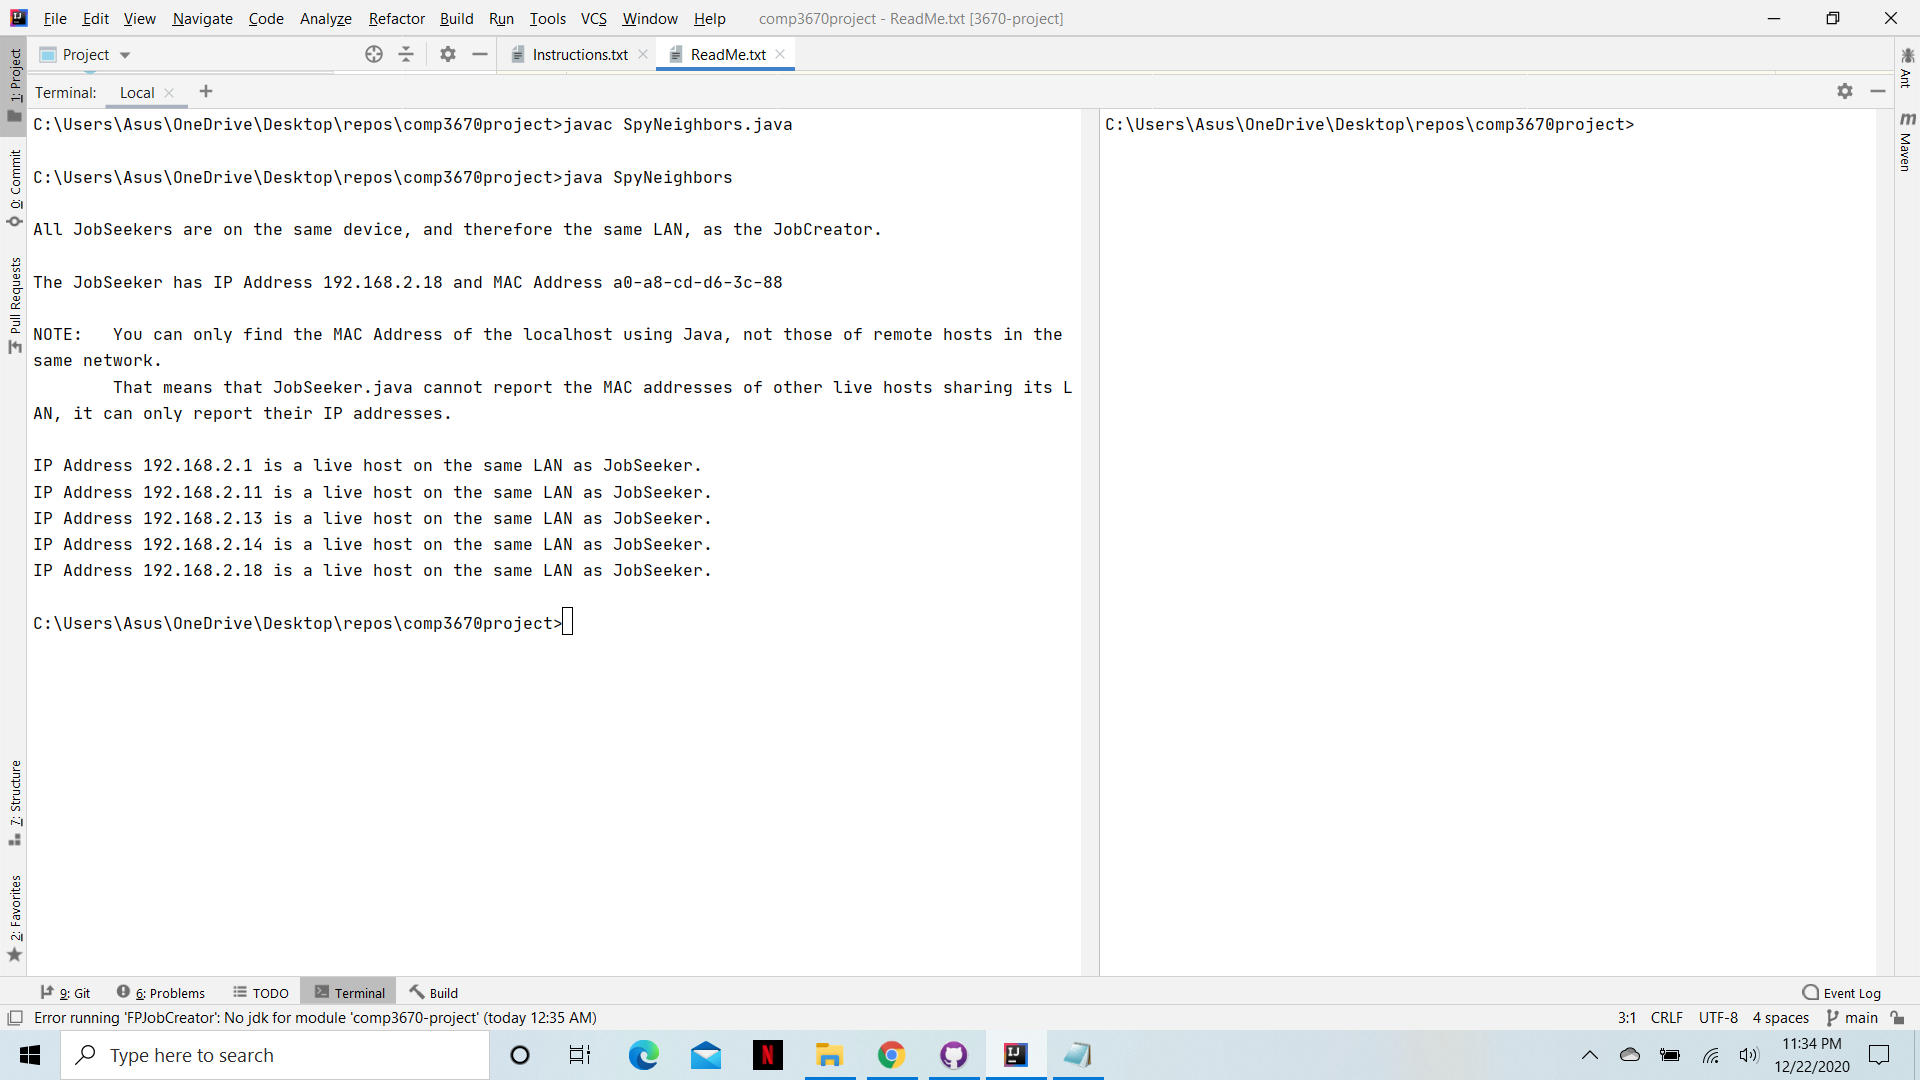 File Edit View Navigate Code Analyze Refactor Build Run Tools VCS Window Help comp3670project - ReadMe.txt [3670-project]
Project Instructions.txt ReadMe.txt
Terminal: Local +
C:\Users\Asus\OneDrive\Desktop\repos\comp3670project>javac SpyNeighbors.java
C:\Users\Asus\OneDrive\Desktop\repos\comp3670project>java SpyNeighbors
All JobSeekers are on the same device, and therefore the same LAN, as the JobCreator.
The JobSeeker has IP Address 192.168.2.18 and MAC Address a0-a8-cd-d6-3c-88
NOTE: You can only find the MAC Address of the localhost using Java, not those of remote hosts in the
same network.
That means that JobSeeker.java cannot report the MAC addresses of other live hosts sharing its L
AN, it can only report their IP addresses.
IP Address 192.168.2.1 is a live host on the same LAN as JobSeeker.
IP Address 192.168.2.11 is a live host on the same LAN as JobSeeker.
IP Address 192.168.2.13 is a live host on the same LAN as JobSeeker.
IP Address 192.168.2.14 is a live host on the same LAN as JobSeeker.
IP Address 192.168.2.18 is a live host on the same LAN as JobSeeker.
C:\Users\Asus\OneDrive\Desktop\repos\comp3670project>
C:\Users\Asus\OneDrive\Desktop\repos\comp3670project>
1: Project
0: Commit
Pull Requests
7: Structure
2: Favorites
Ant
m Maven
9: Git 6: Problems TODO Terminal Build Event Log
Error running 'FPJobCreator': No jdk for module 'comp3670-project' (today 12:35 AM) 3:1 CRLF UTF-8 4 spaces main
Type here to search
11:34 PM
12/22/2020